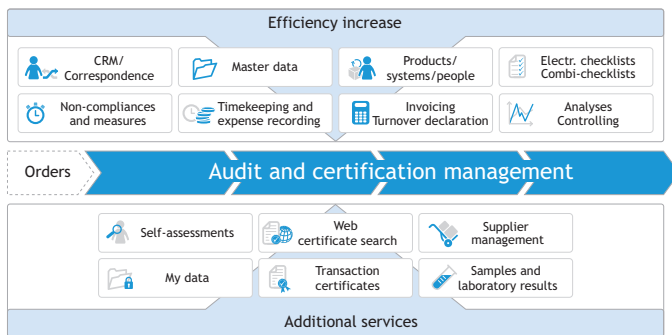 Efficiency increase
CRM/
Correspondence
Master data
Products/
systems/people
Electr. checklists
Combi-checklists
Non-compliances
and measures
Timekeeping and
expense recording
Invoicing
Turnover declaration
Analyses
Controlling
Orders
Audit and certification management
Self-assessments
Web
certificate search
Supplier
management
My data
Transaction
certificates
Samples and
laboratory results
Additional services